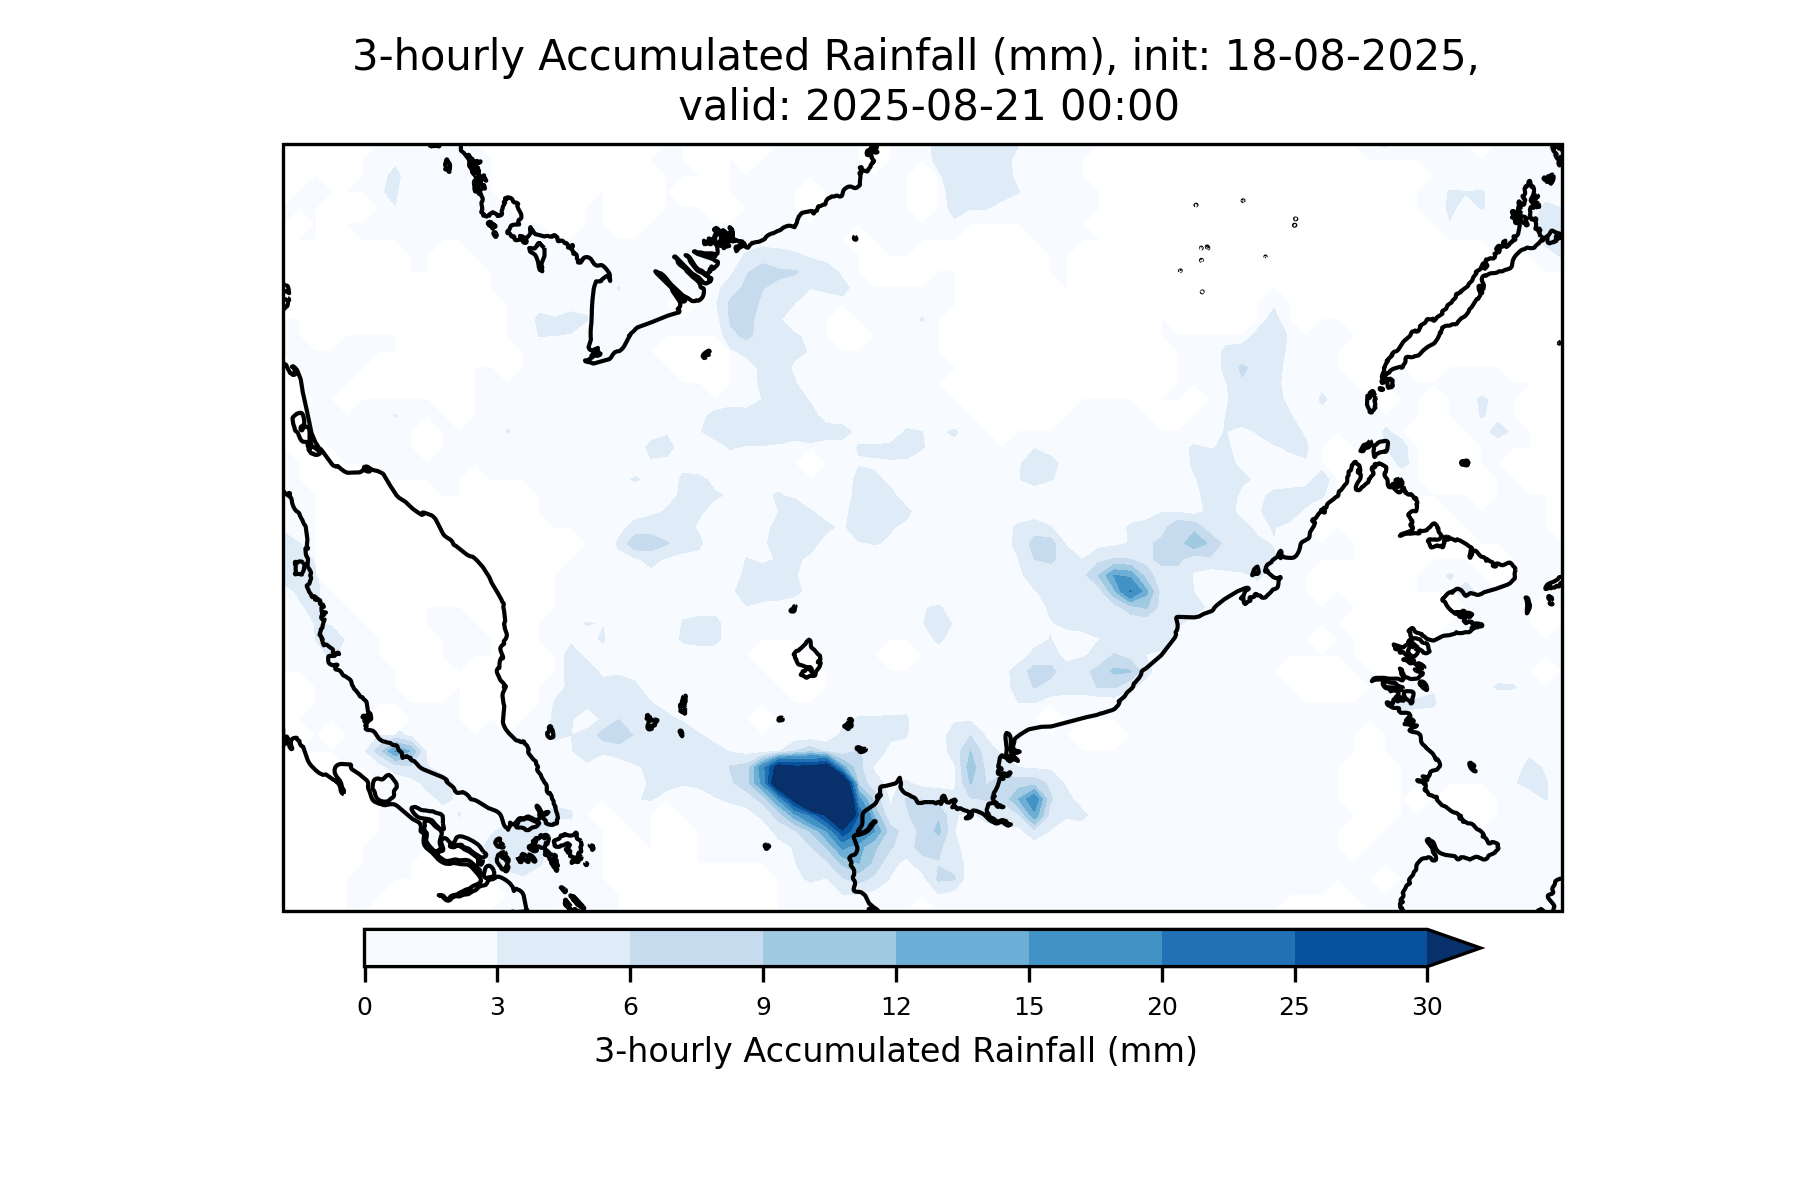 3-hourly Accumulated Rainfall (mm), init: 18-08-2025,
valid: 2025-08-21 00:00
0 3 6 9 12 15 20 25 30
3-hourly Accumulated Rainfall (mm)